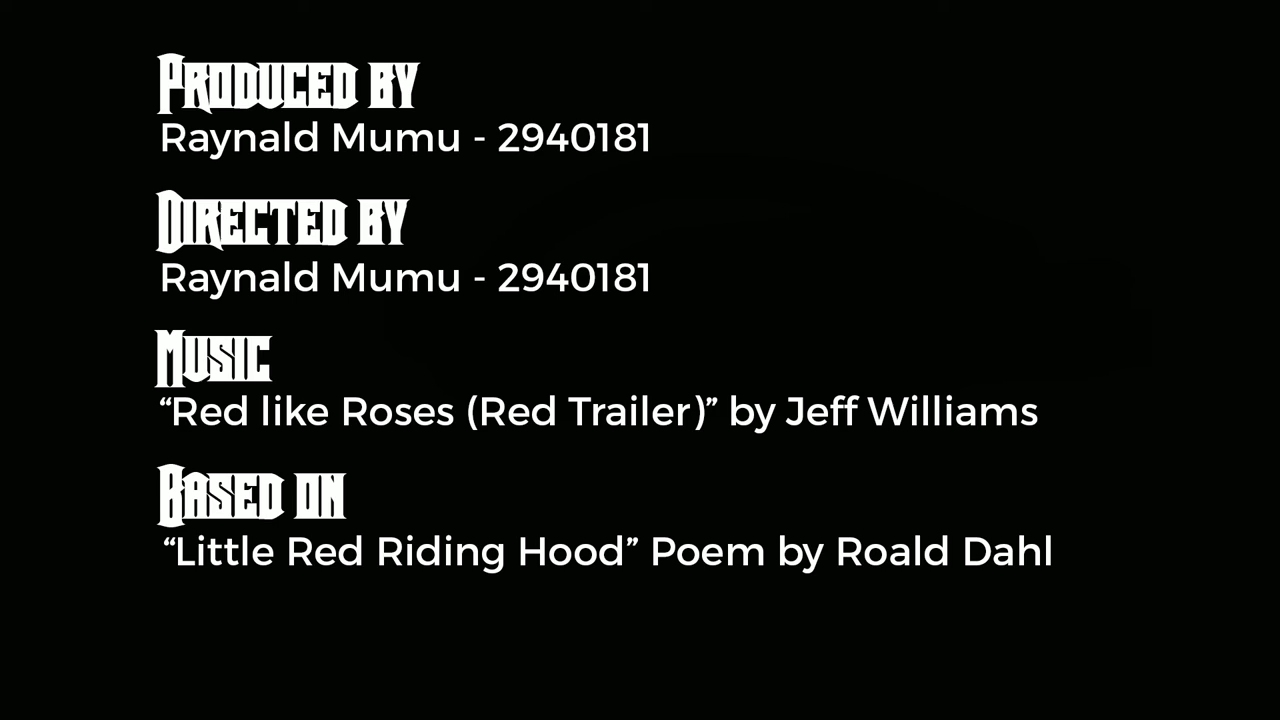 Produced by
Raynald Mumu - 2940181
Directed by
Raynald Mumu - 2940181
Music
“Red like Roses (Red Trailer)” by Jeff Williams
Based on
“Little Red Riding Hood” Poem by Roald Dahl